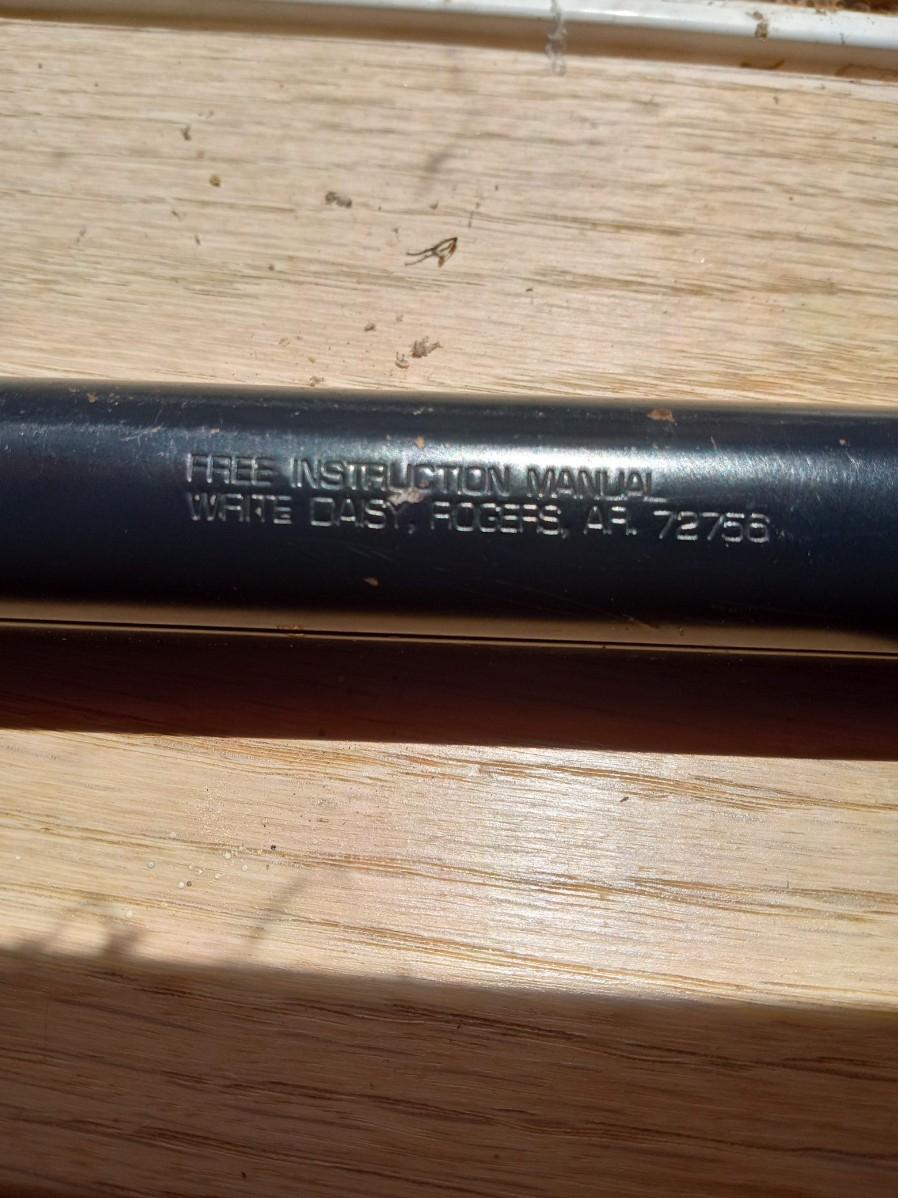 FREE INSTRUCTION MANUAL
WRITE DAISY, ROGERS, AR. 72756